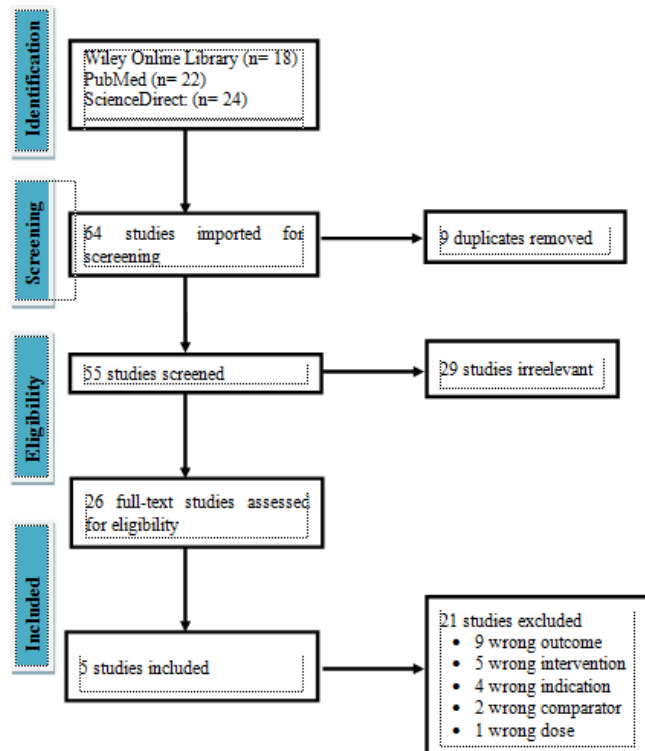 Identification
Wiley Online Library (n= 18)
PubMed (n= 22)
ScienceDirect: (n= 24)
Screening
64 studies imported for
scereening
9 duplicates removed
Eligibility
55 studies screened
29 studies irreelevant
26 full-text studies assessed
for eligibility
Included
5 studies included
21 studies excluded
• 9 wrong outcome
• 5 wrong intervention
• 4 wrong indication
• 2 wrong comparator
• 1 wrong dose